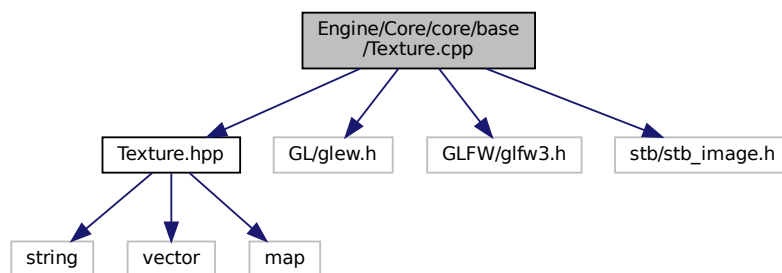 Engine/Core/core/base
/Texture.cpp
Texture.hpp
GL/glew.h
GLFW/glfw3.h
stb/stb_image.h
string
vector
map